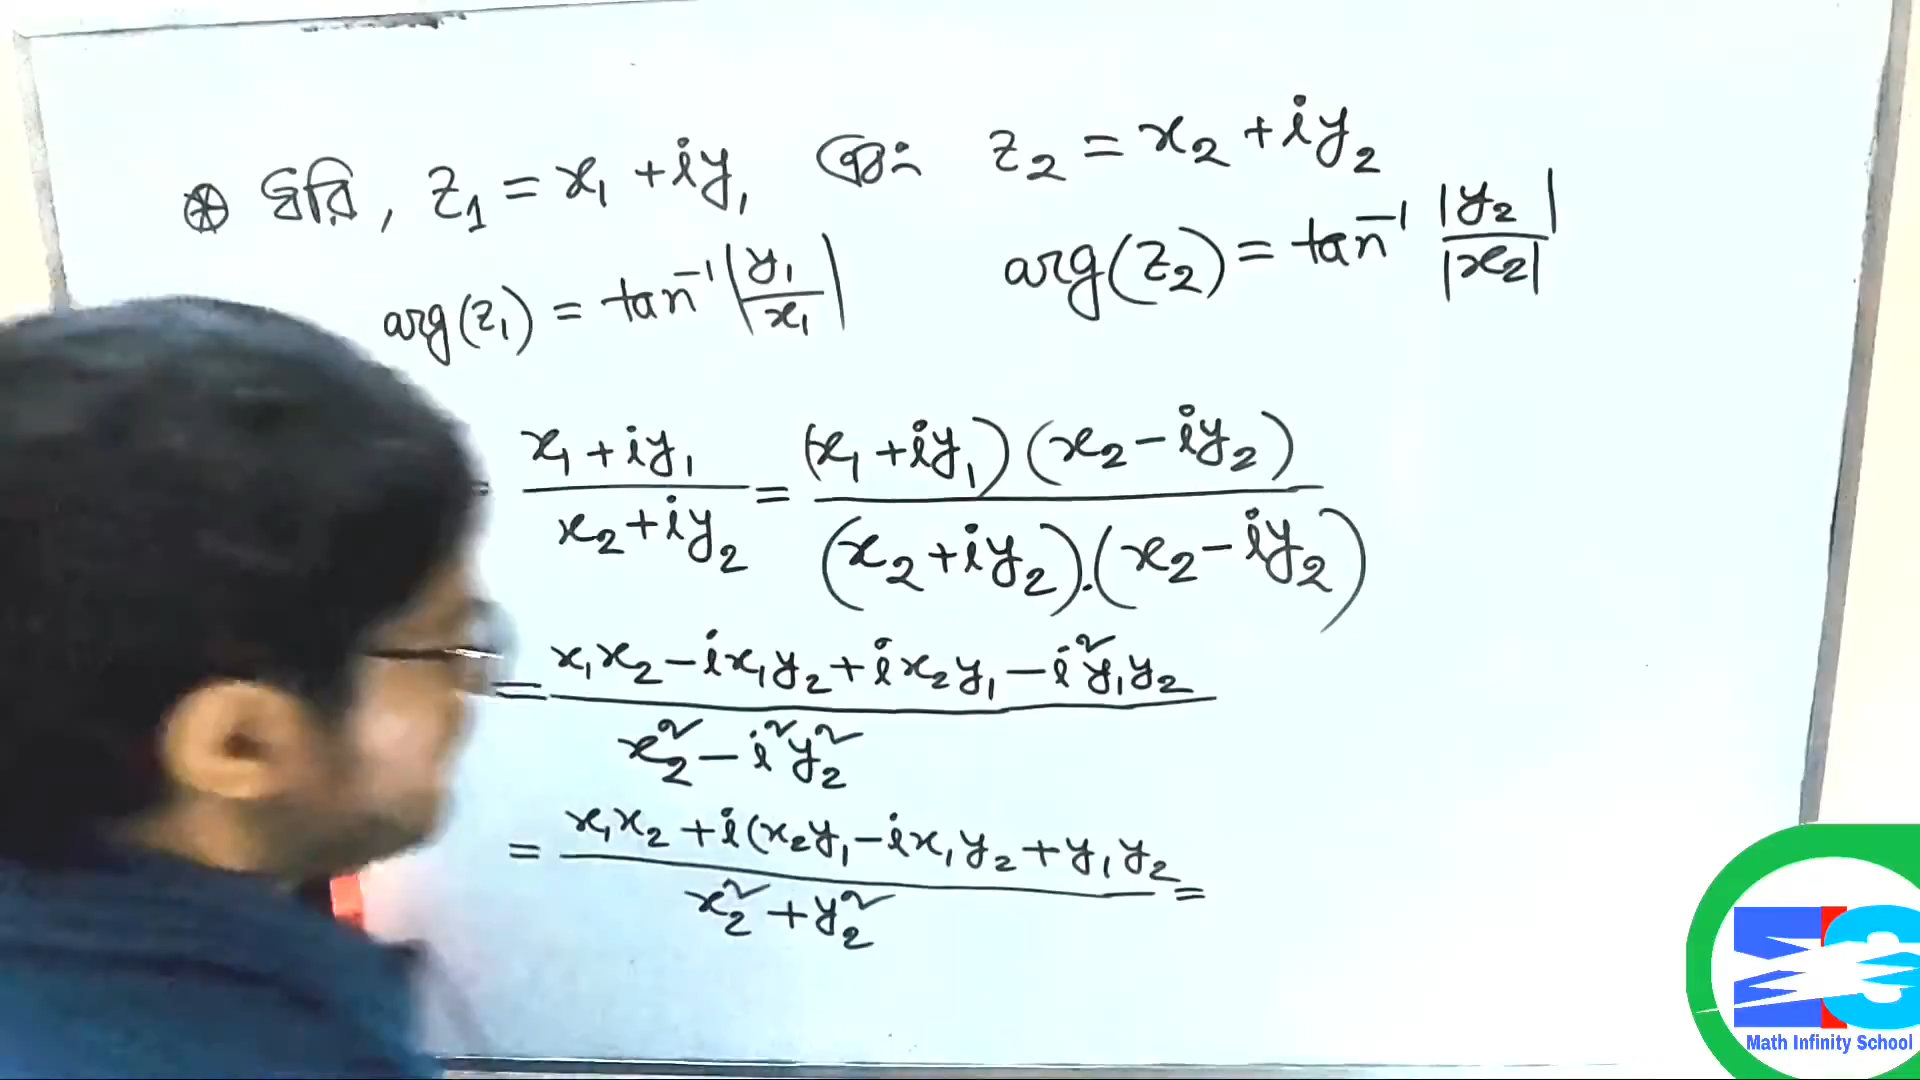 ⊛ ধরি, z₁ = x₁ + iy₁ এবং z₂ = x₂ + iy₂
arg(z₁) = tan⁻¹ |y₁/x₁| arg(z₂) = tan⁻¹ |y₂|/|x₂|
= (x₁ + iy₁)/(x₂ + iy₂) = (x₁ + iy₁)(x₂ - iy₂)/(x₂ + iy₂).(x₂ - iy₂)
= (x₁x₂ - ix₁y₂ + ix₂y₁ - i²y₁y₂)/(x₂² - i²y₂²)
= x₁x₂ + i(x₂y₁ - ix₁y₂ + y₁y₂/(x₂² + y₂²) =
Math Infinity School